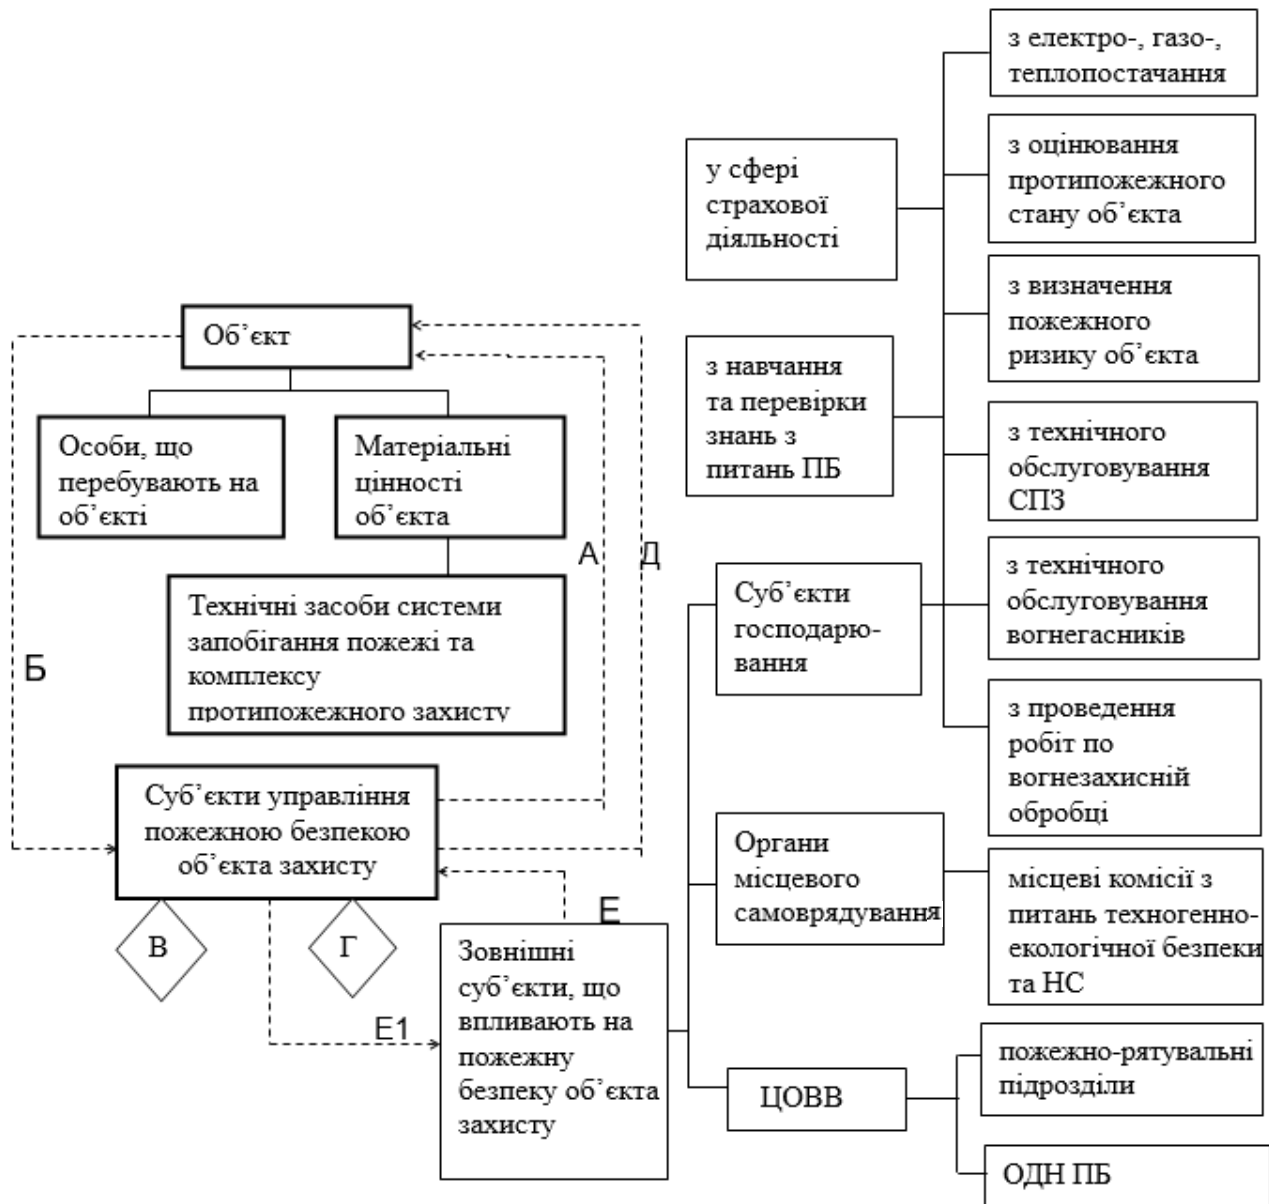 з електро-, газо-,
теплопостачання
у сфері
страхової
діяльності
з оцінювання
протипожежного
стану об’єкта
з визначення
пожежного
ризику об’єкта
з навчання
та перевірки
знань з
питань ПБ
з технічного
обслуговування
СПЗ
з технічного
обслуговування
вогнегасників
Суб’єкти
господарю-
вання
з проведення
робіт по
вогнезахисній
обробці
Органи
місцевого
самоврядування
місцеві комісії з
питань техногенно-
екологічної безпеки
та НС
ЦОВВ
пожежно-рятувальні
підрозділи
ОДН ПБ
Об’єкт
Особи, що
перебувають на
об’єкті
Матеріальні
цінності
об’єкта
Технічні засоби системи
запобігання пожежі та
комплексу
протипожежного захисту
А
Д
Б
Суб’єкти управління
пожежною безпекою
об’єкта захисту
В
Г
Е
Е1
Зовнішні
суб’єкти, що
впливають на
пожежну
безпеку об’єкта
захисту